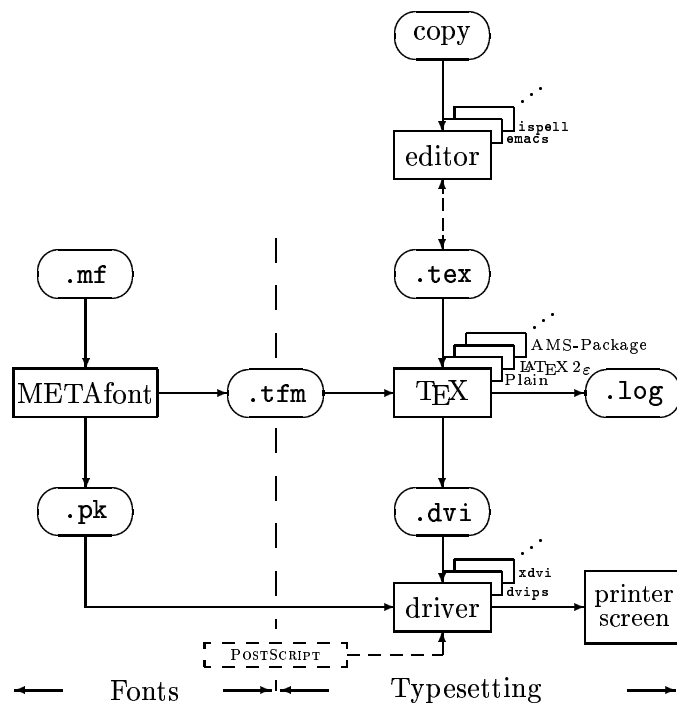 copy
ispell
emacs
editor
.mf
.tex
AMS-Package
LATEX 2ε
Plain
METAfont
.tfm
TEX
.log
.pk
.dvi
xdvi
dvips
driver
printer
screen
POSTSCRIPT
Fonts
Typesetting